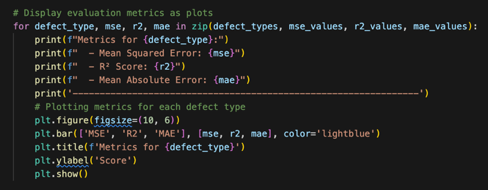 # Display evaluation metrics as plots
for defect_type, mse, r2, mae in zip(defect_types, mse_values, r2_values, mae_values):
    print(f"Metrics for {defect_type}:")
    print(f"  - Mean Squared Error: {mse}")
    print(f"  - R² Score: {r2}")
    print(f"  - Mean Absolute Error: {mae}")
    print('---------------------------------------------------------------')
    # Plotting metrics for each defect type
    plt.figure(figsize=(10, 6))
    plt.bar(['MSE', 'R2', 'MAE'], [mse, r2, mae], color='lightblue')
    plt.title(f'Metrics for {defect_type}')
    plt.ylabel('Score')
    plt.show()